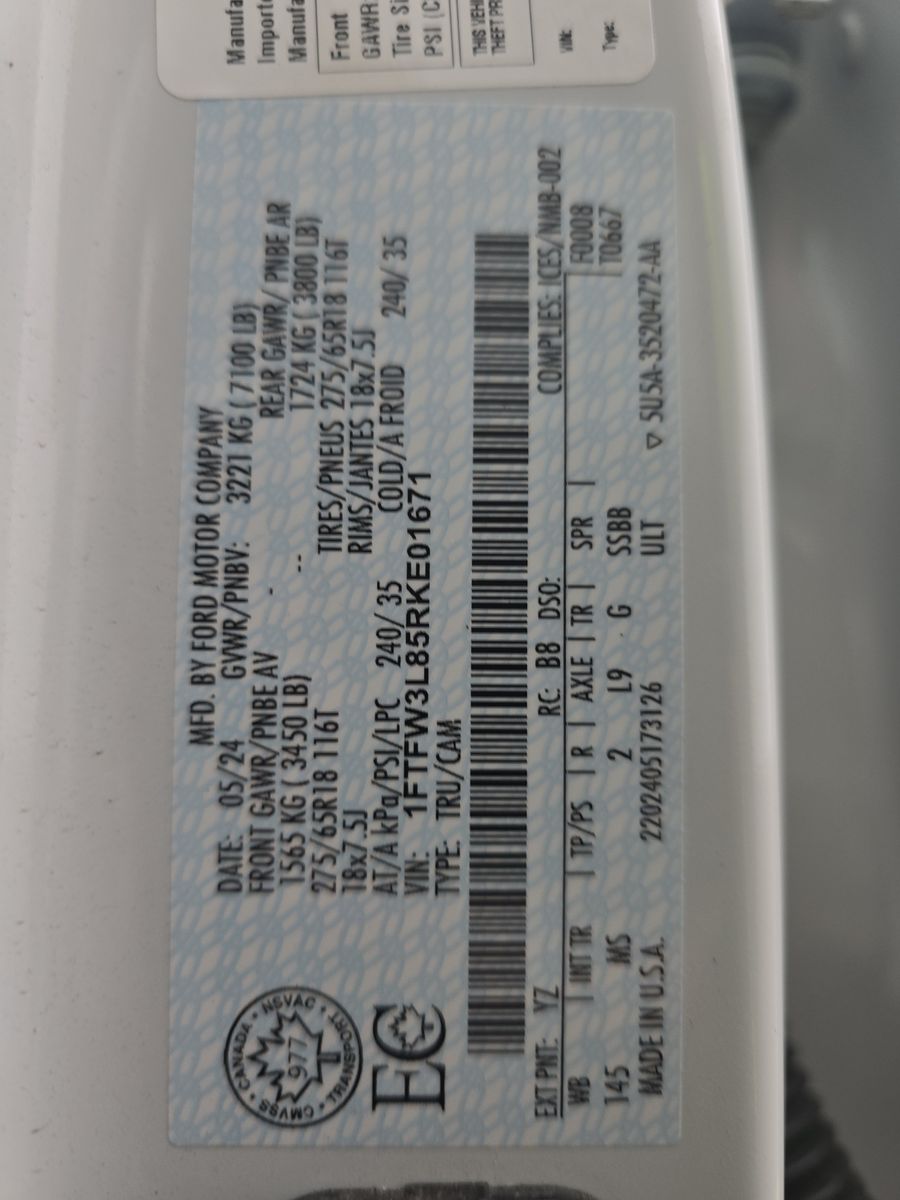 MFD. BY FORD MOTOR COMPANY
DATE: 05/24 GVWR/PNBV: 3221 KG ( 7100 LB)
FRONT GAWR/PNBE AV - REAR GAWR/ PNBE AR
1565 KG ( 3450 LB) -- 1724 KG ( 3800 LB)
275/65R18 116T TIRES/PNEUS 275/65R18 116T
18x7.5J RIMS/JANTES 18x7.5J
AT/A kPa/PSI/LPC 240/ 35 COLD/A FROID 240/ 35
VIN: 1FTFW3L85RKE01671
TYPE: TRU/CAM
CANADA • NSVAC • TRANSPORT • CMVSS •
977
EC
EXT PNT: YZ RC: B8 DSO: COMPLIES: ICES/NMB-002
WB | INT TR | TP/PS | R | AXLE | TR | SPR | F0008
145 MS 2 L9 G SSBB T0667
MADE IN U.S.A. 2202405173126 ULT ▽ 5U5A-3520472-AA
Manufa
Importe
Manufa
Front
GAWR
Tire Si
PSI (C
THIS VEHI
THEFT PR
VIN:
Type: